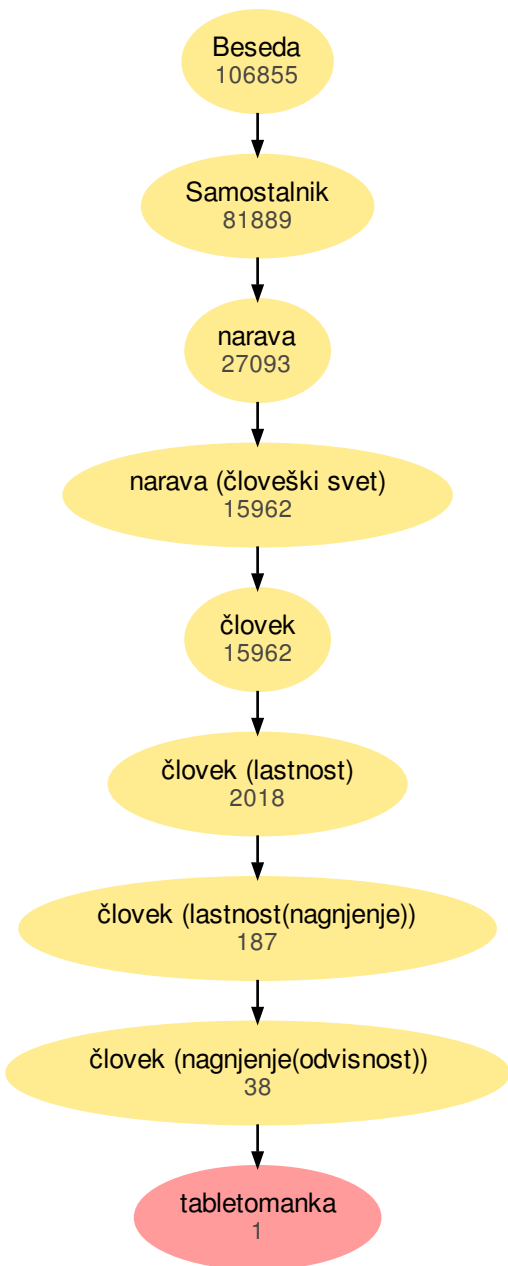 Beseda
106855
Samostalnik
81889
narava
27093
narava (človeški svet)
15962
človek
15962
človek (lastnost)
2018
človek (lastnost(nagnjenje))
187
človek (nagnjenje(odvisnost))
38
tabletomanka
1